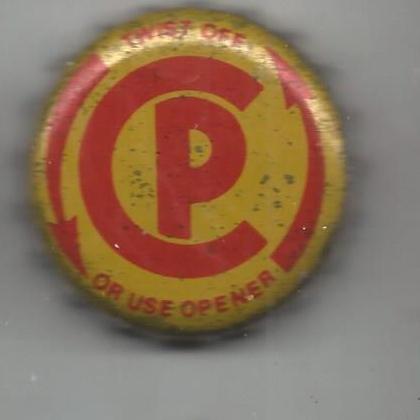 TWIST OFF
CP
OR USE OPENER